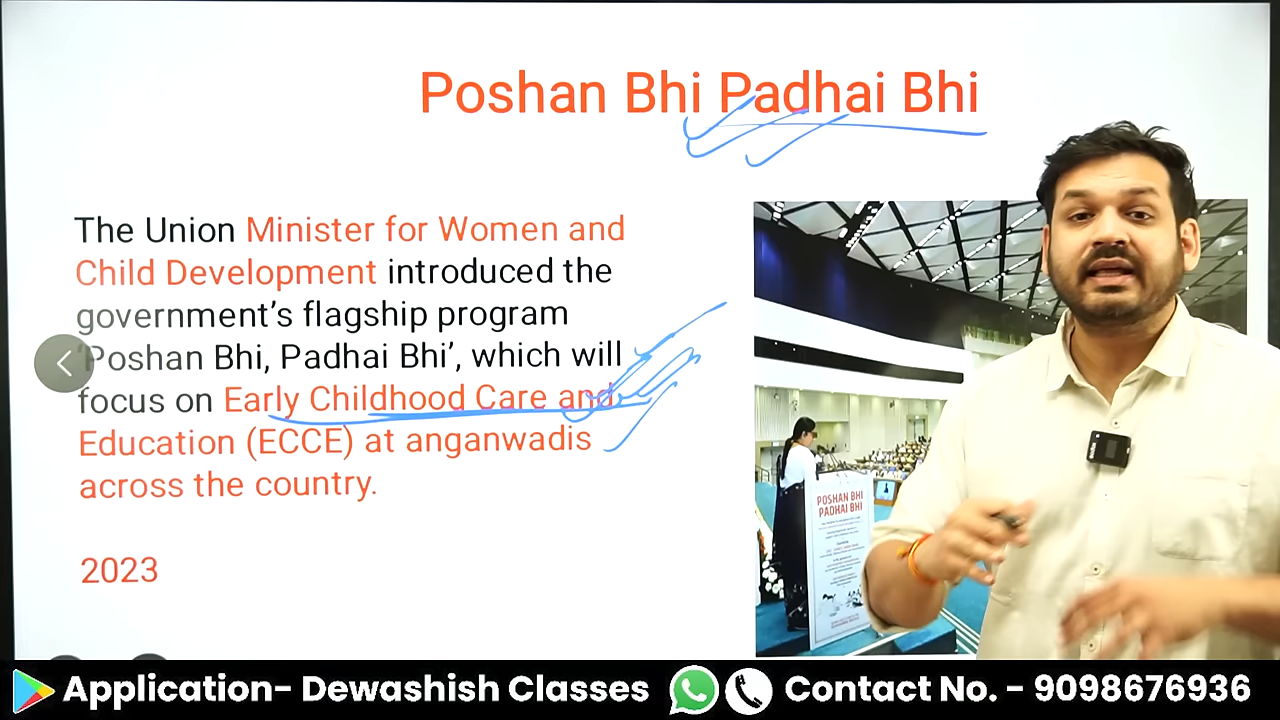 Poshan Bhi Padhai Bhi
The Union Minister for Women and
Child Development introduced the
government’s flagship program
‘Poshan Bhi, Padhai Bhi’, which will
focus on Early Childhood Care and
Education (ECCE) at anganwadis
across the country.
2023
POSHAN BHI
PADHAI BHI
Application- Dewashish Classes
Contact No. - 9098676936